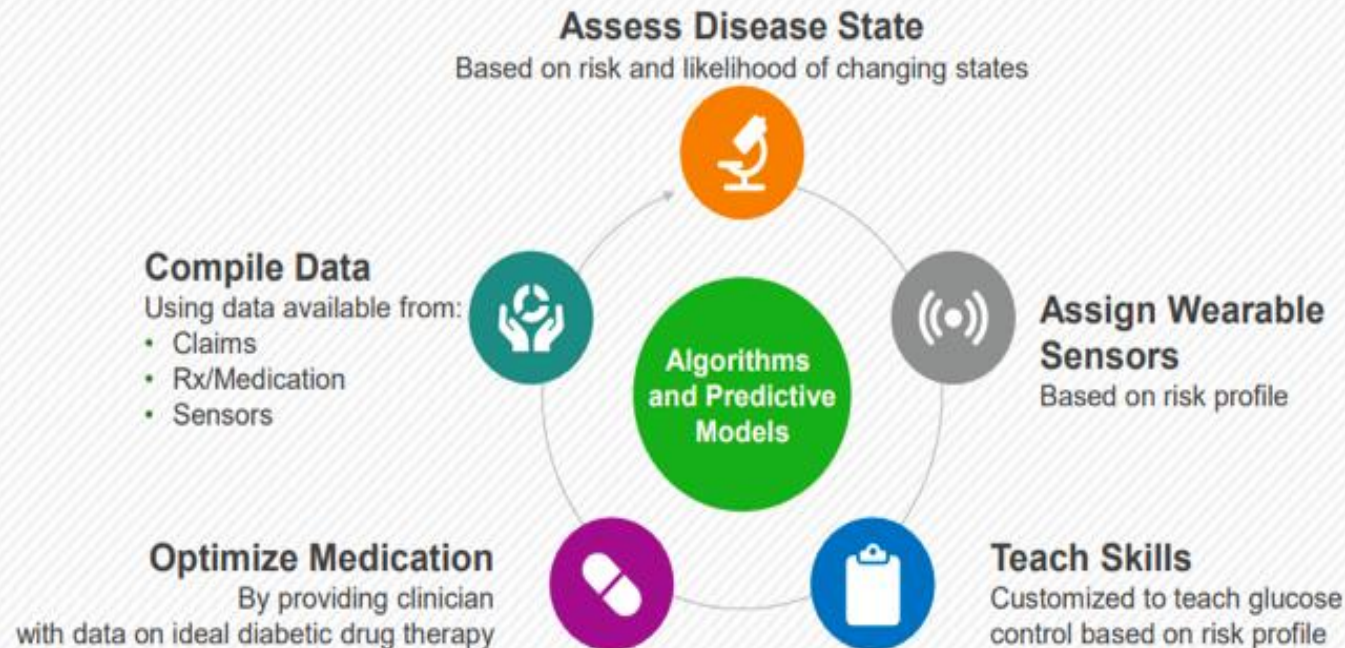 Assess Disease State
Based on risk and likelihood of changing states
Compile Data
Using data available from:
• Claims
• Rx/Medication
• Sensors
Algorithms
and Predictive
Models
Assign Wearable
Sensors
Based on risk profile
Optimize Medication
By providing clinician
with data on ideal diabetic drug therapy
Teach Skills
Customized to teach glucose
control based on risk profile